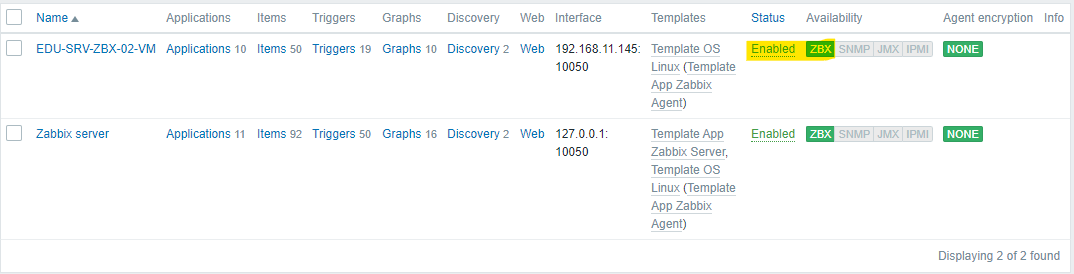 Name Applications Items Triggers Graphs Discovery Web Interface Templates Status Availability Agent encryption Info
EDU-SRV-ZBX-02-VM Applications 10 Items 50 Triggers 19 Graphs 10 Discovery 2 Web 192.168.11.145: Template OS Enabled ZBX SNMP JMX IPMI NONE
10050 Linux (Template
App Zabbix
Agent)
Zabbix server Applications 11 Items 92 Triggers 50 Graphs 16 Discovery 2 Web 127.0.0.1: Template App Enabled ZBX SNMP JMX IPMI NONE
10050 Zabbix Server,
Template OS
Linux (Template
App Zabbix
Agent)
Displaying 2 of 2 found